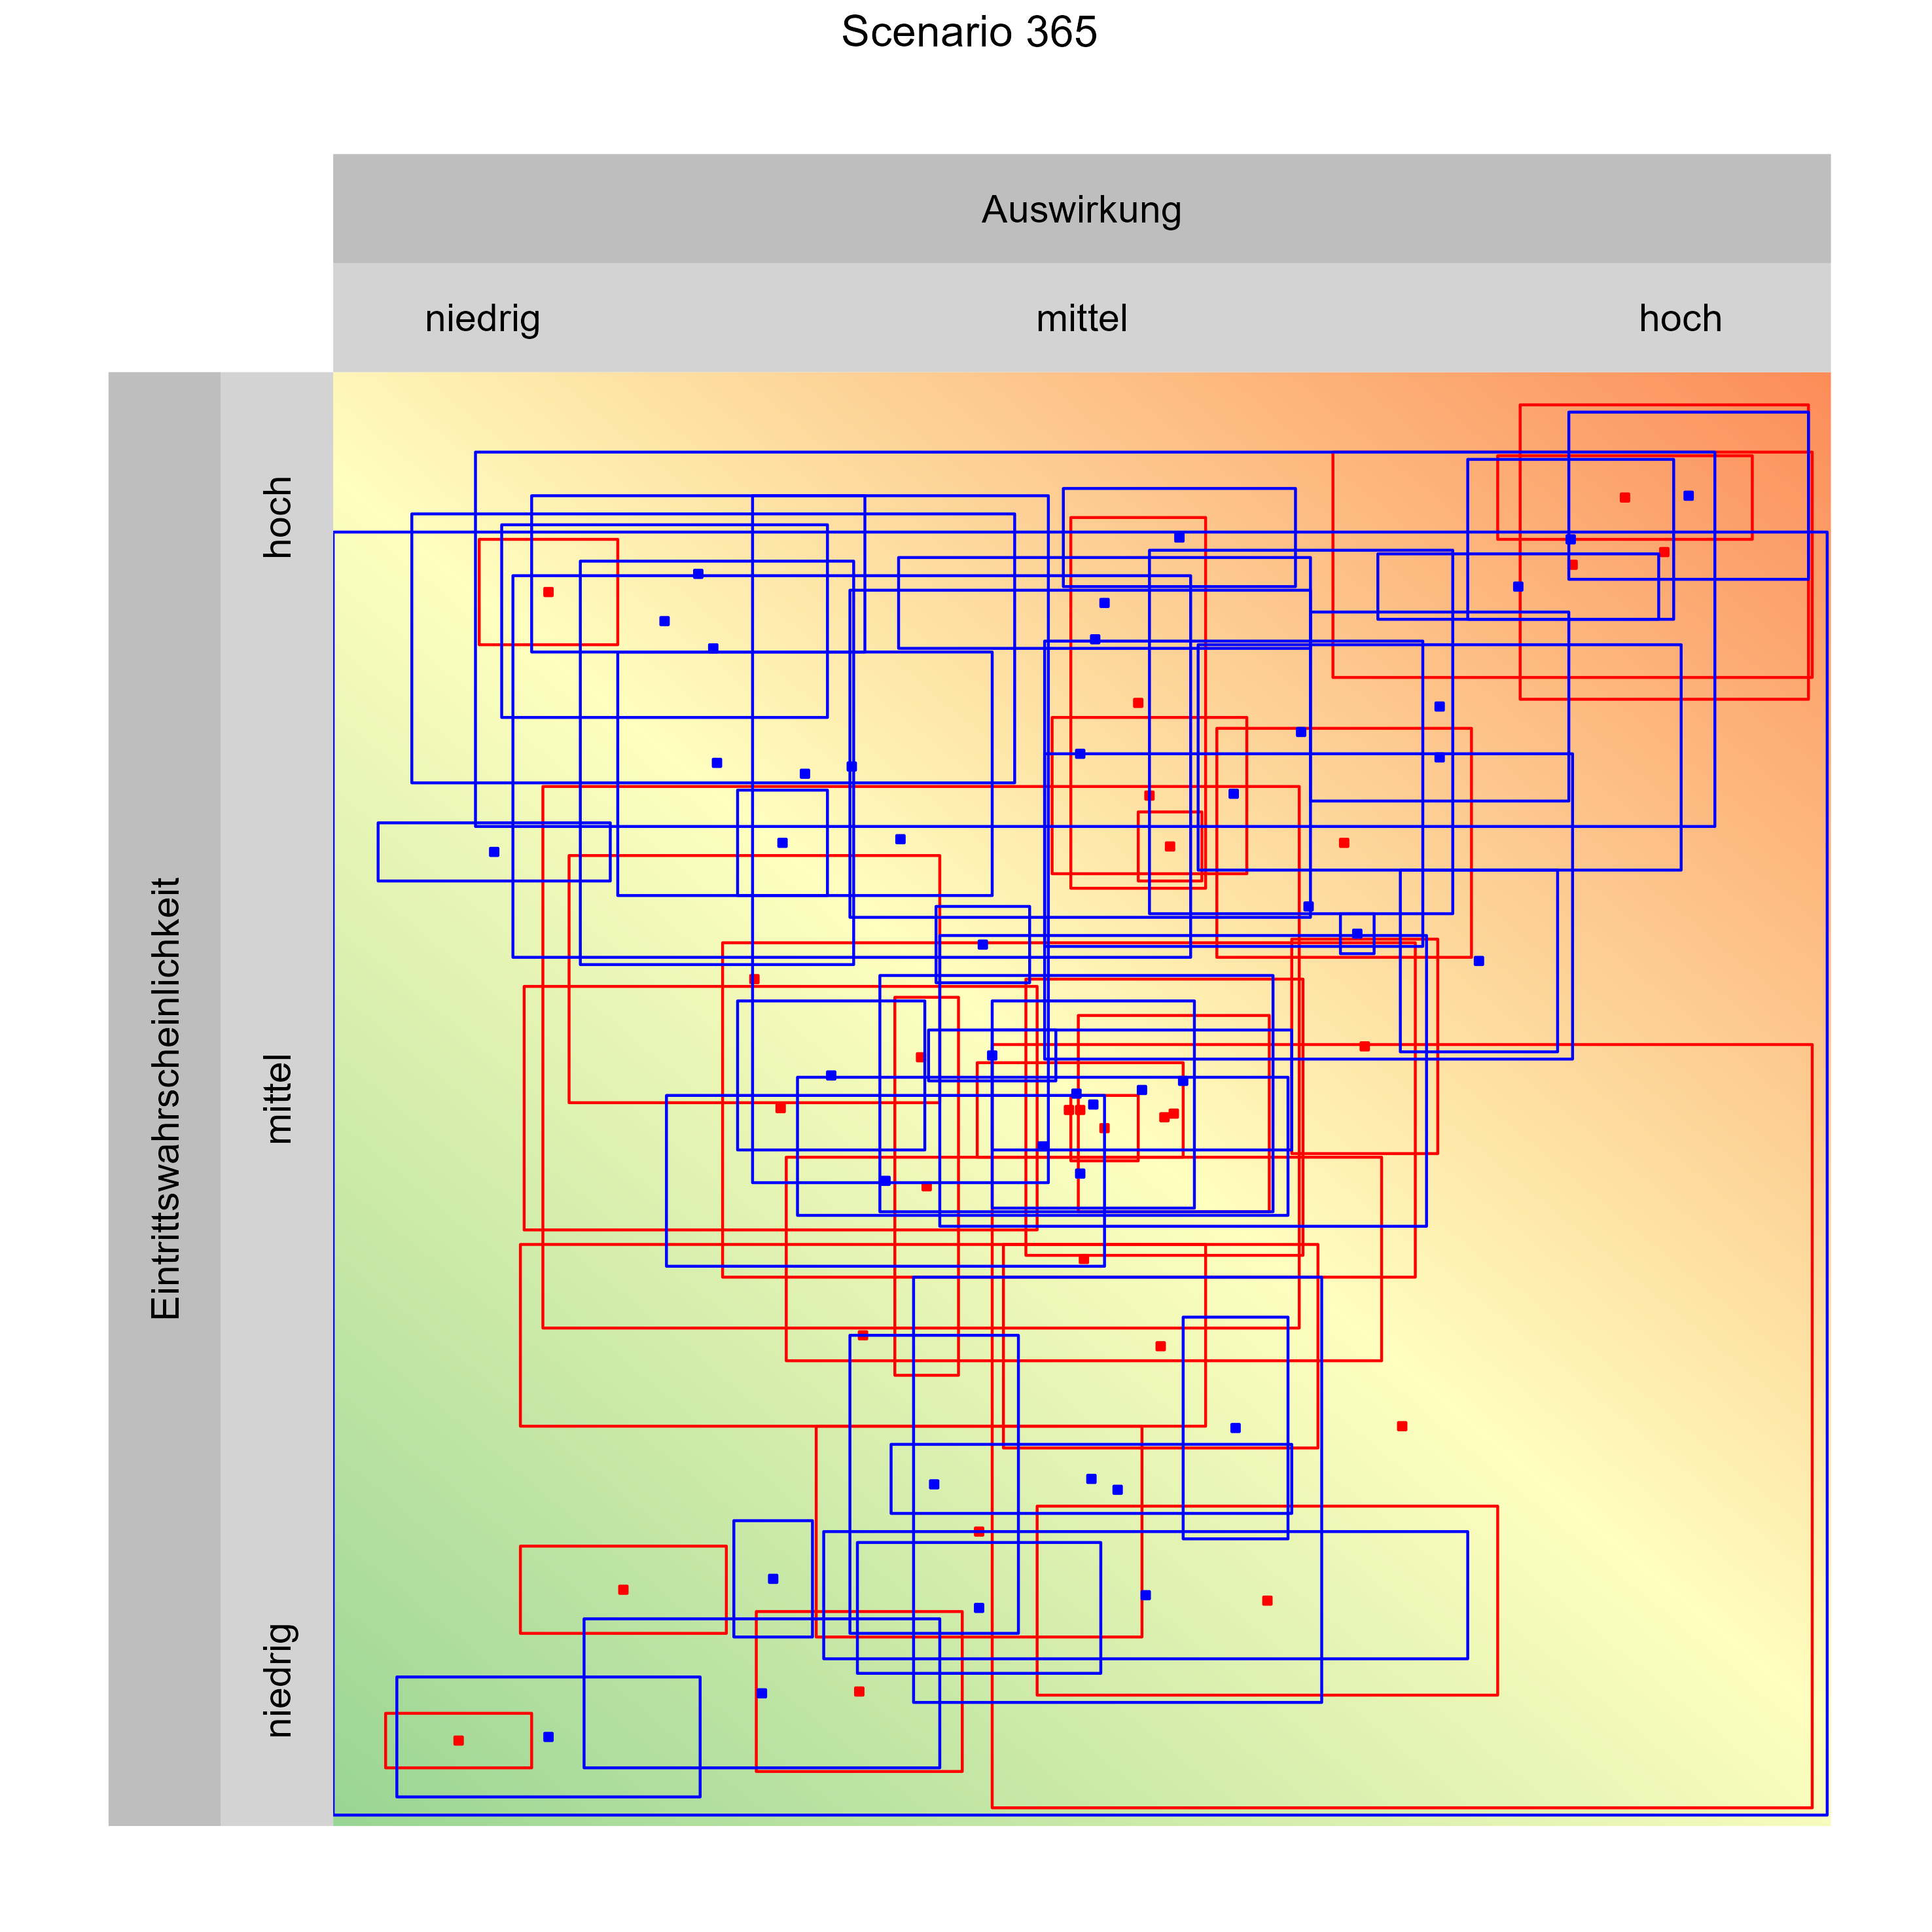 Scenario 365
Auswirkung
niedrig
mittel
hoch
Eintrittswahrscheinlichkeit
hoch
mittel
niedrig